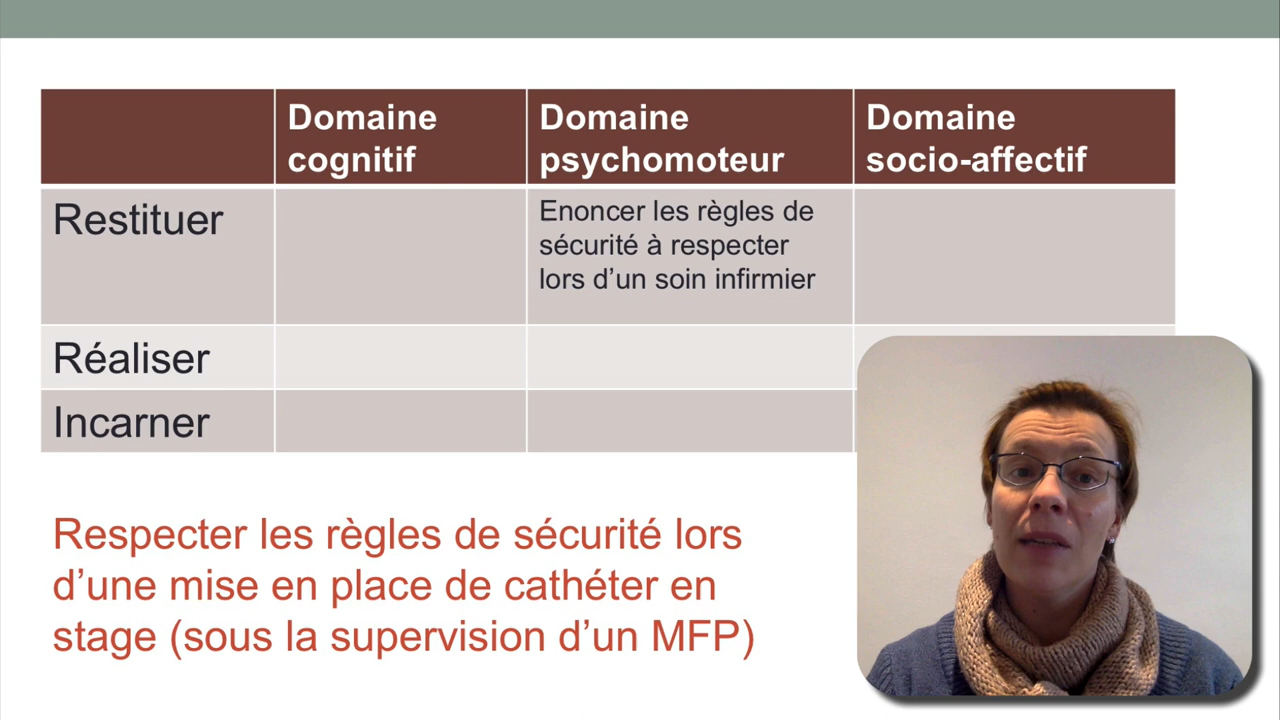 Domaine
cognitif
Domaine
psychomoteur
Domaine
socio-affectif
Restituer
Enoncer les règles de
sécurité à respecter
lors d’un soin infirmier
Réaliser
Incarner
Respecter les règles de sécurité lors
d’une mise en place de cathéter en
stage (sous la supervision d’un MFP)